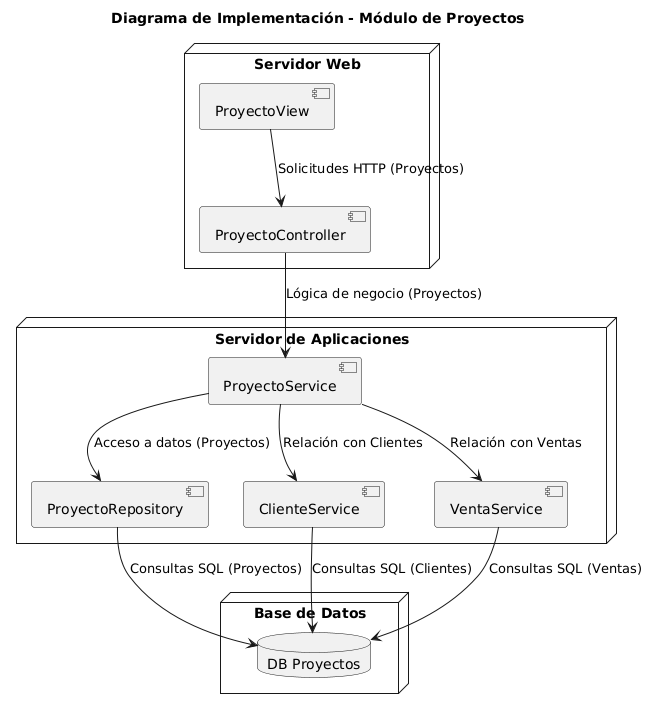 Diagrama de Implementación - Módulo de Proyectos
Servidor Web
ProyectoView
Solicitudes HTTP (Proyectos)
ProyectoController
Lógica de negocio (Proyectos)
Servidor de Aplicaciones
ProyectoService
Acceso a datos (Proyectos)
Relación con Clientes
Relación con Ventas
ProyectoRepository
ClienteService
VentaService
Consultas SQL (Proyectos)
Consultas SQL (Clientes)
Consultas SQL (Ventas)
Base de Datos
DB Proyectos